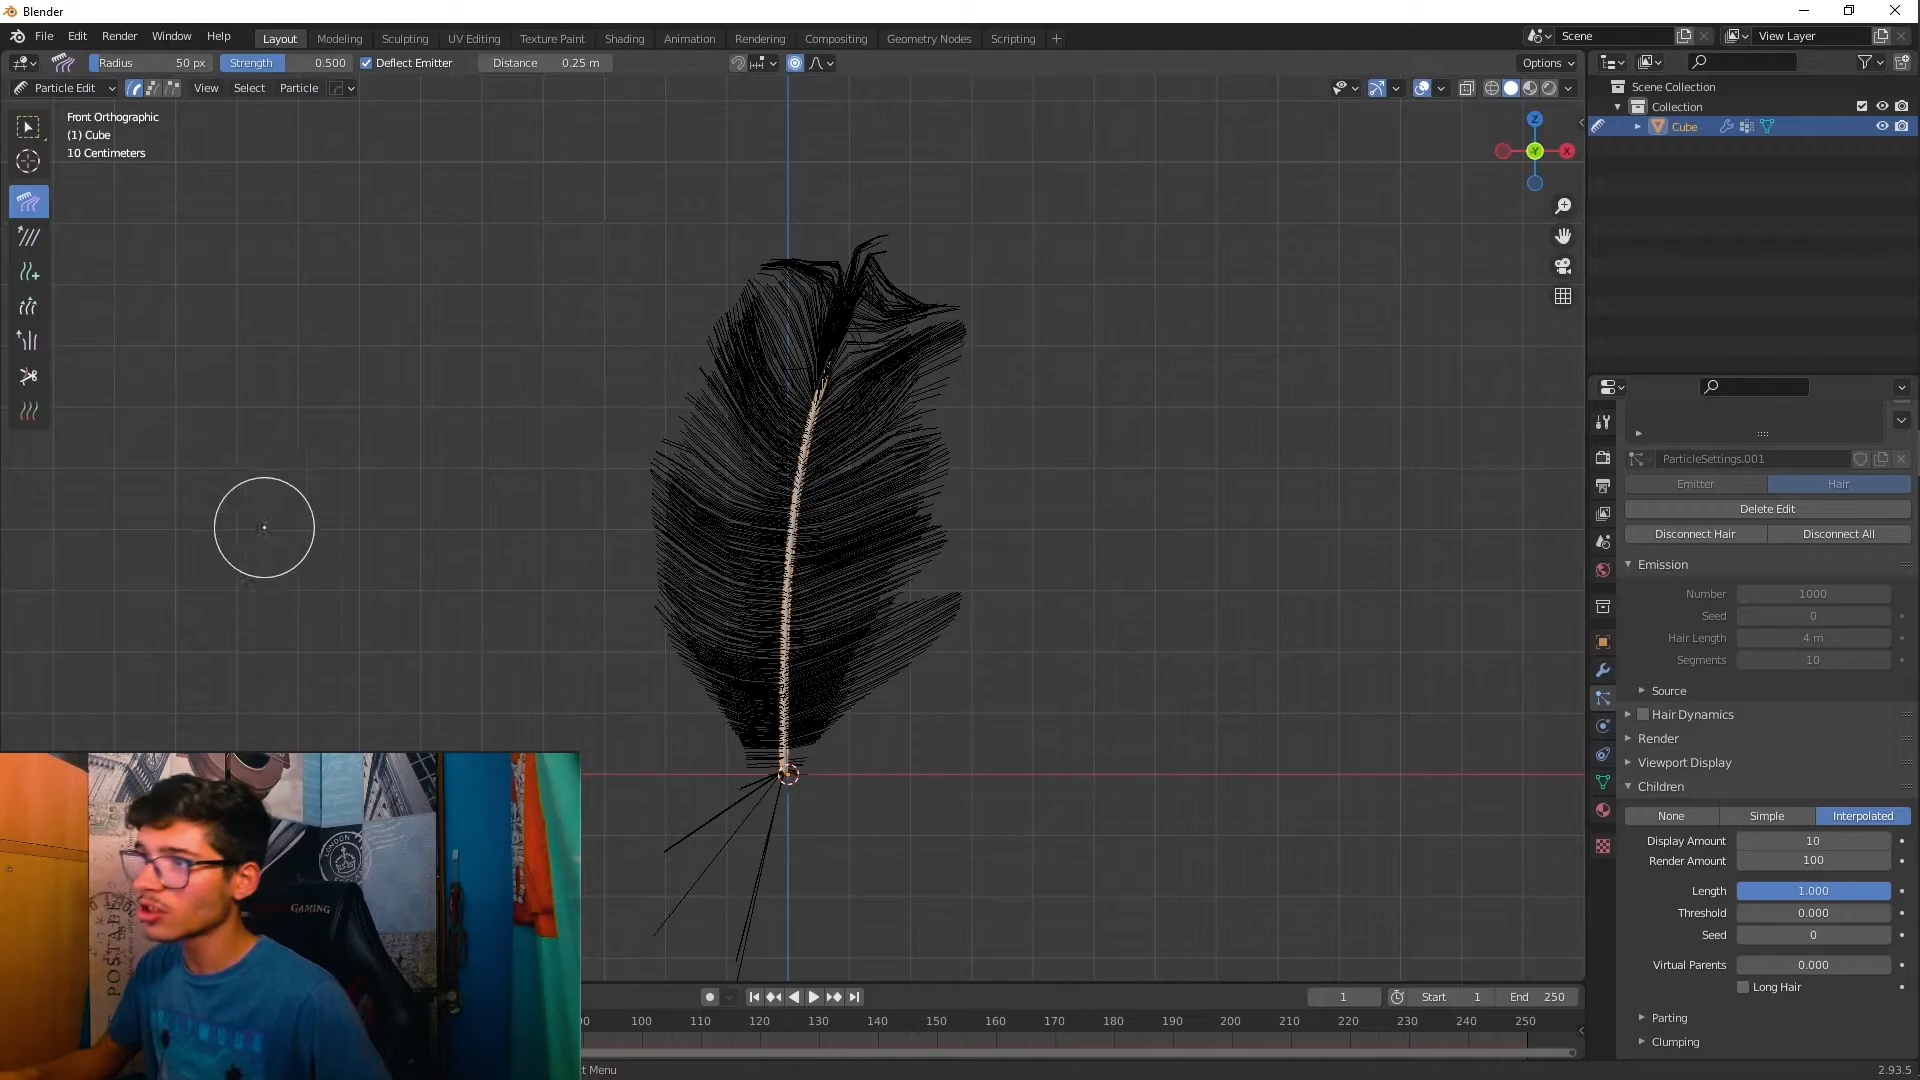 Blender
File Edit Render Window Help
Layout Modeling Sculpting UV Editing Texture Paint Shading Animation Rendering Compositing Geometry Nodes Scripting +
Scene
View Layer
Radius 50 px Strength 0.500 Deflect Emitter Distance 0.25 m
Options
Particle Edit View Select Particle
Front Orthographic
(1) Cube
10 Centimeters
Z
Y
X
Scene Collection
Collection
Cube
ParticleSettings.001
Emitter Hair
Delete Edit
Disconnect Hair Disconnect All
Emission
Number 1000
Seed 0
Hair Length 4 m
Segments 10
Source
Hair Dynamics
Render
Viewport Display
Children
None Simple Interpolated
Display Amount 10
Render Amount 100
Length 1.000
Threshold 0.000
Seed 0
Virtual Parents 0.000
Long Hair
Parting
Clumping
LONDON
GAMING
POSTA
1 Start 1 End 250
0 100 110 120 130 140 150 160 170 180 190 200 210 220 230 240 250
t Menu
2.93.5